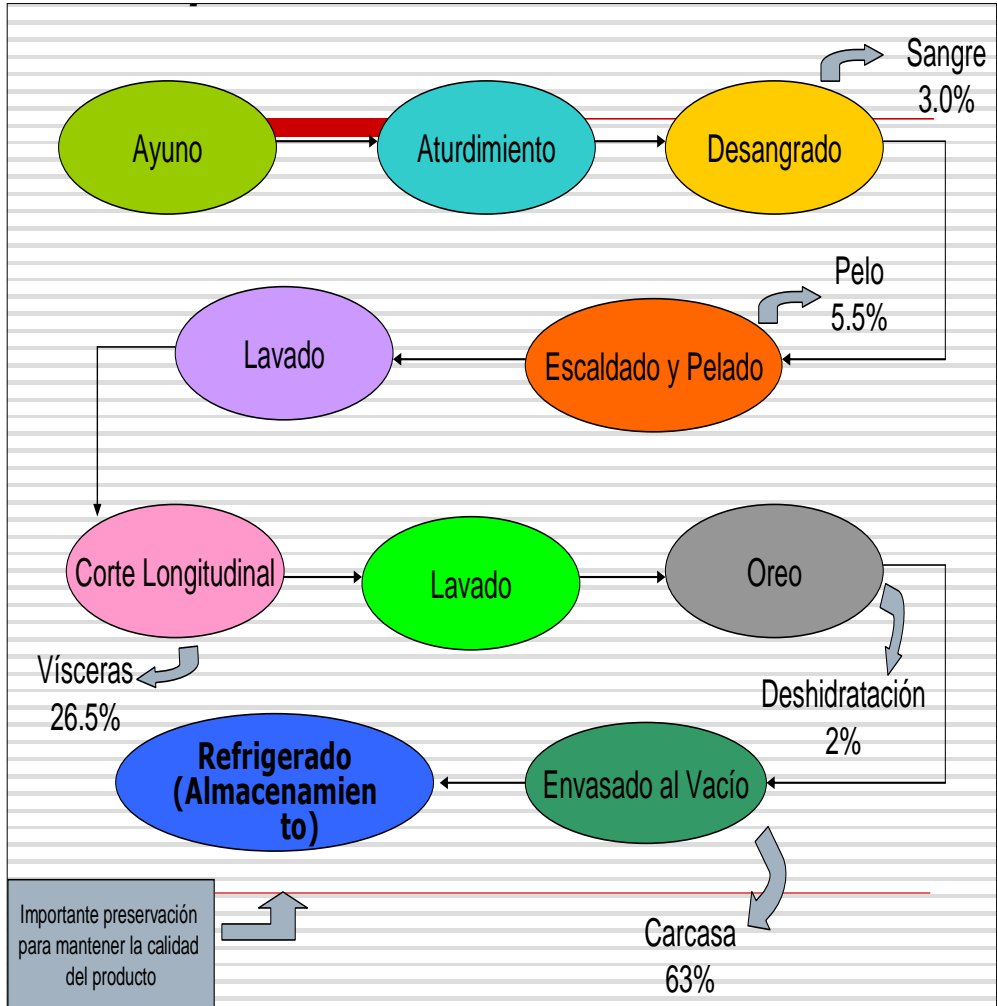 Ayuno
Aturdimiento
Desangrado
Sangre
3.0%
Pelo
5.5%
Escaldado y Pelado
Lavado
Corte Longitudinal
Vísceras
26.5%
Lavado
Oreo
Deshidratación
2%
Envasado al Vacío
Carcasa
63%
Refrigerado
(Almacenamien
to)
Importante preservación
para mantener la calidad
del producto